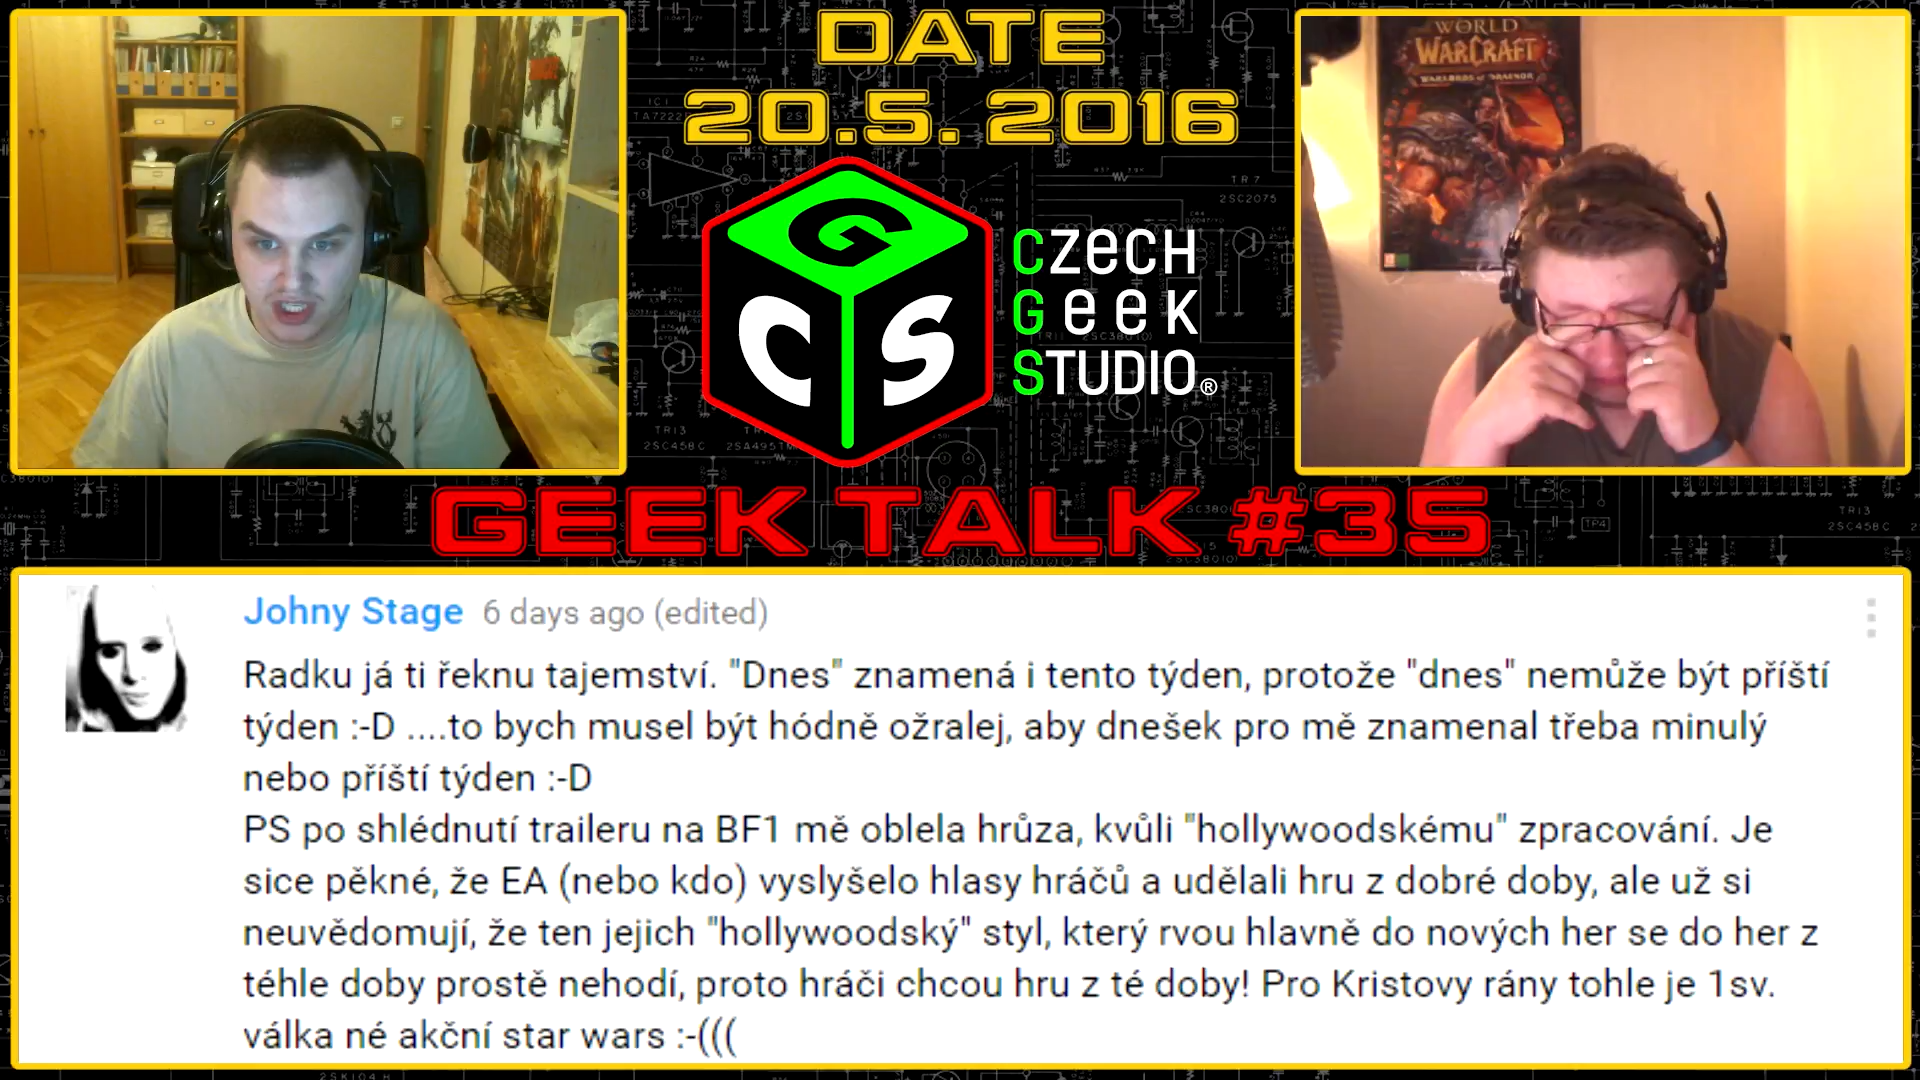 DATE
20.5.2016
WORLD
WARCRAFT
WARLORDS OF DRAENOR
G
C S
CZECH
GEEK
STUDIO®
GEEK TALK #35
Johny Stage 6 days ago (edited)
Radku já ti řeknu tajemství. "Dnes" znamená i tento týden, protože "dnes" nemůže být příští
týden :-D ....to bych musel být hódně ožralej, aby dnešek pro mě znamenal třeba minulý
nebo příští týden :-D
PS po shlédnutí traileru na BF1 mě oblela hrůza, kvůli "hollywoodskému" zpracování. Je
sice pěkné, že EA (nebo kdo) vyslyšelo hlasy hráčů a udělali hru z dobré doby, ale už si
neuvědomují, že ten jejich "hollywoodský" styl, který rvou hlavně do nových her se do her z
téhle doby prostě nehodí, proto hráči chcou hru z té doby! Pro Kristovy rány tohle je 1sv.
válka né akční star wars :-(((